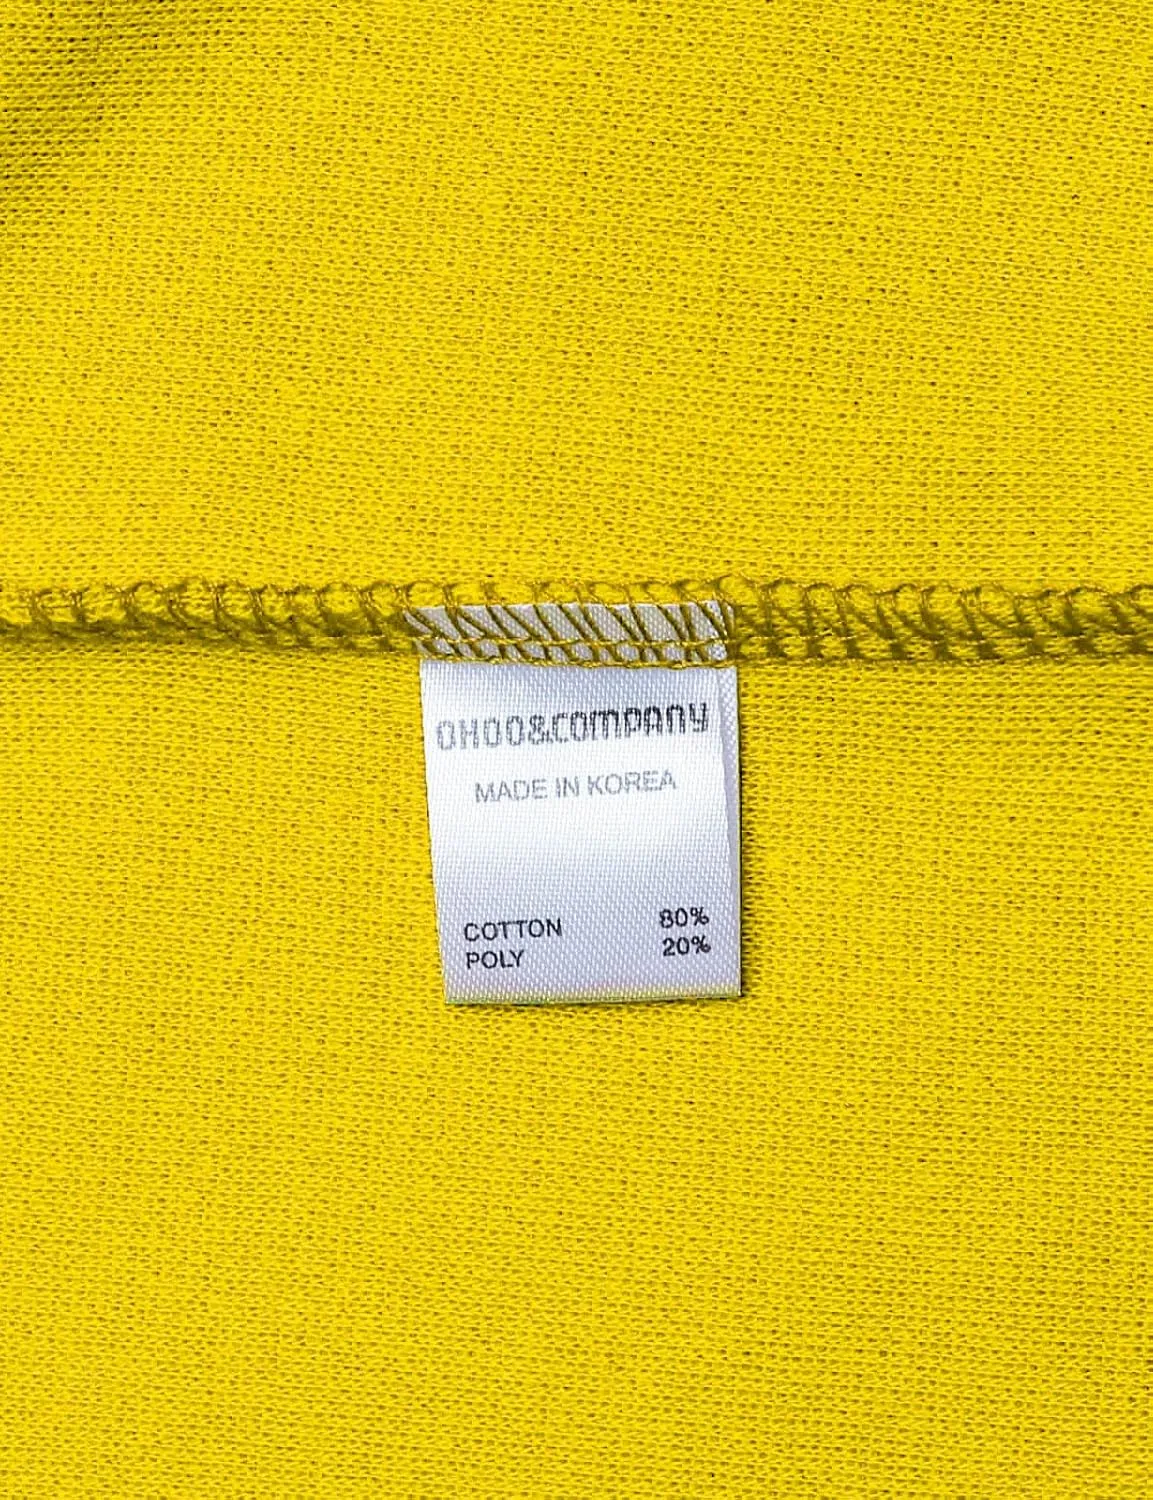 OHOO&COMPANY
MADE IN KOREA
COTTON 80%
POLY 20%